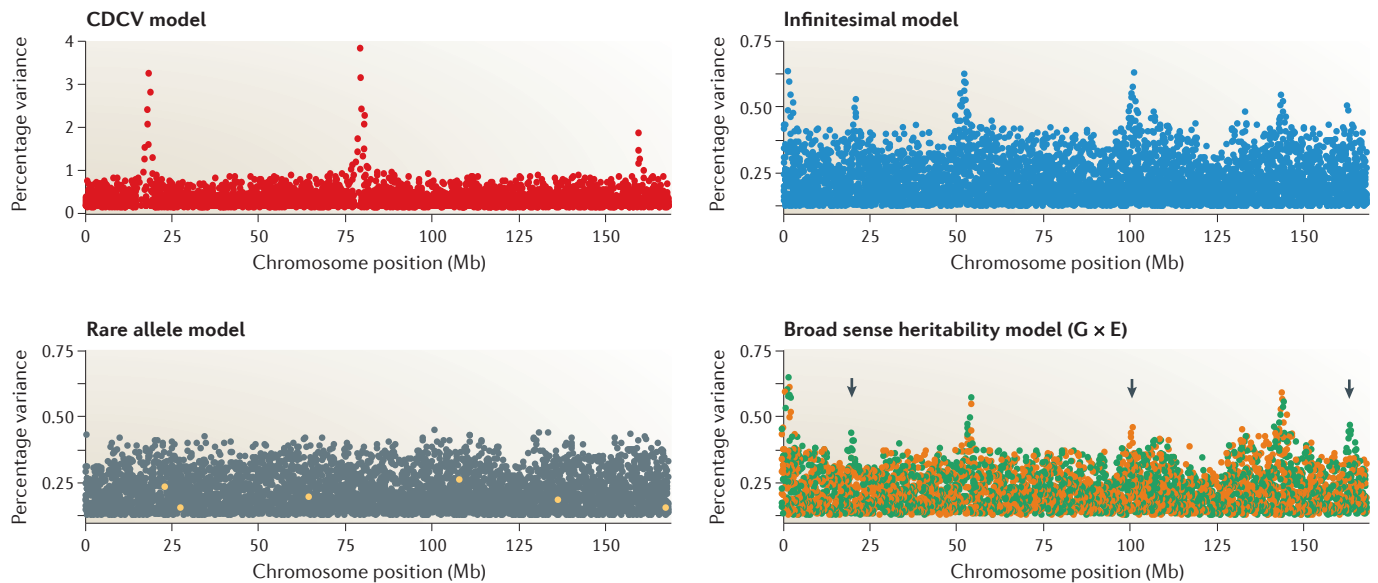 CDCV model
Percentage variance
4
3
2
1
0
0 25 50 75 100 125 150
Chromosome position (Mb)
Infinitesimal model
Percentage variance
0.75
0.50
0.25
0 25 50 75 100 125 150
Chromosome position (Mb)
Rare allele model
Percentage variance
0.75
0.50
0.25
0 25 50 75 100 125 150
Chromosome position (Mb)
Broad sense heritability model (G × E)
Percentage variance
0.75
0.50
0.25
0 25 50 75 100 125 150
Chromosome position (Mb)